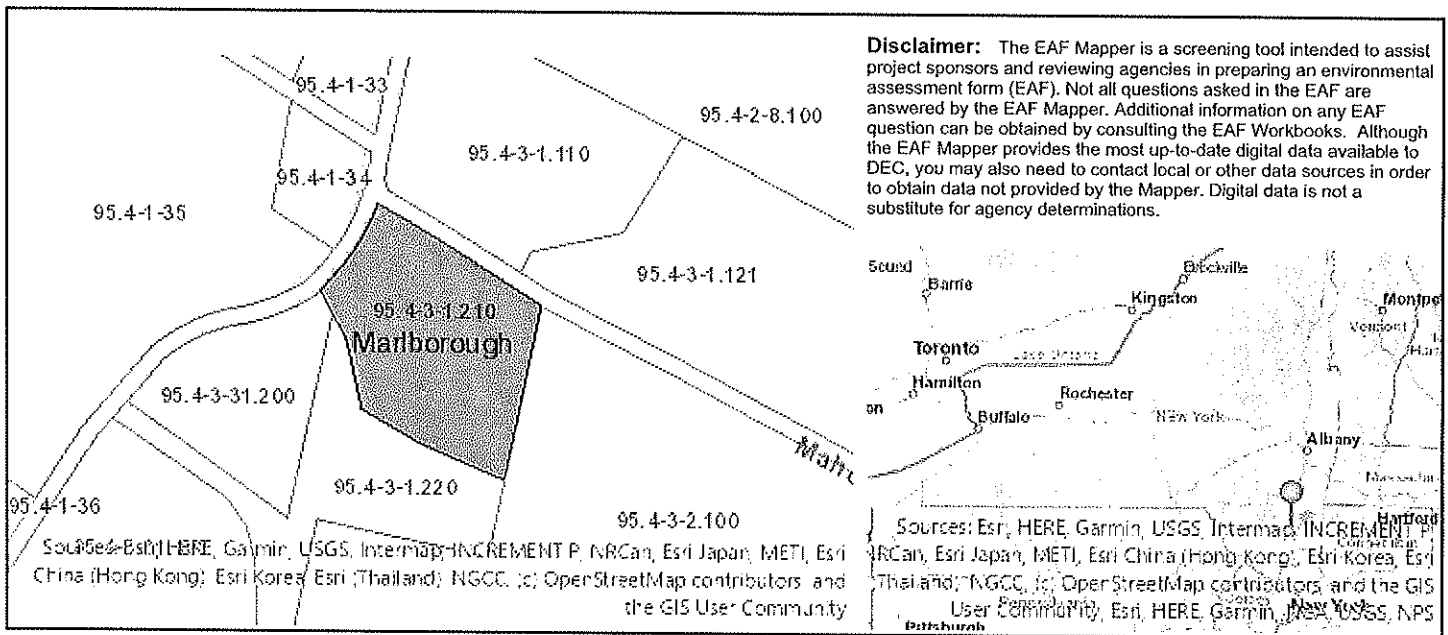 95.4-1-33
95.4-2-8.100
95.4-3-1.110
95.4-1-34
95.4-1-35
95.4-3-1.121
95.4-3-1.210
Marlborough
95.4-3-31.200
95.4-3-1.220
95.4-1-36
95.4-3-2.100
HERE, Garmin, USGS, Intermap, INCREMENT P, NRCan, Esri Japan, METI, Esri
China (Hong Kong), Esri Korea, Esri (Thailand), NGCC, (c) OpenStreetMap contributors, and
the GIS User Community
Disclaimer: The EAF Mapper is a screening tool intended to assist
project sponsors and reviewing agencies in preparing an environmental
assessment form (EAF). Not all questions asked in the EAF are
answered by the EAF Mapper. Additional information on any EAF
question can be obtained by consulting the EAF Workbooks. Although
the EAF Mapper provides the most up-to-date digital data available to
DEC, you may also need to contact local or other data sources in order
to obtain data not provided by the Mapper. Digital data is not a
substitute for agency determinations.
Sound
Barrie
Brockville
Kingston
Montpe
Vermont
Toronto
Lake Ontario
Hamilton
Rochester
on
Buffalo
NEW YORK
Albany
Hartford
Sources: Esri, HERE, Garmin, USGS, Intermap, INCREMENT P,
NRCan, Esri Japan, METI, Esri China (Hong Kong), Esri Korea, Esri
(Thailand), NGCC, (c) OpenStreetMap contributors, and the GIS
User Community, Esri, HERE, Garmin, USGS, NPS
New York
Pittsburgh